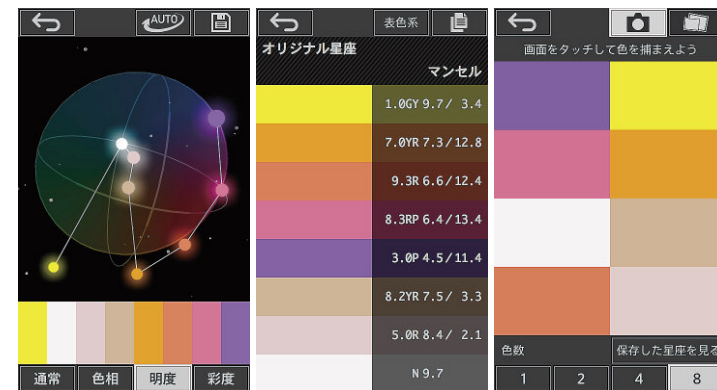 AUTO
通常 色相 明度 彩度
表色系
オリジナル星座
マンセル
1.0GY 9.7/ 3.4
7.0YR 7.3/12.8
9.3R 6.6/12.4
8.3RP 6.4/13.4
3.0P 4.5/11.4
8.2YR 7.5/ 3.3
5.0R 8.4/ 2.1
N 9.7
画面をタッチして色を捕まえよう
色数
保存した星座を見る
1 2 4 8